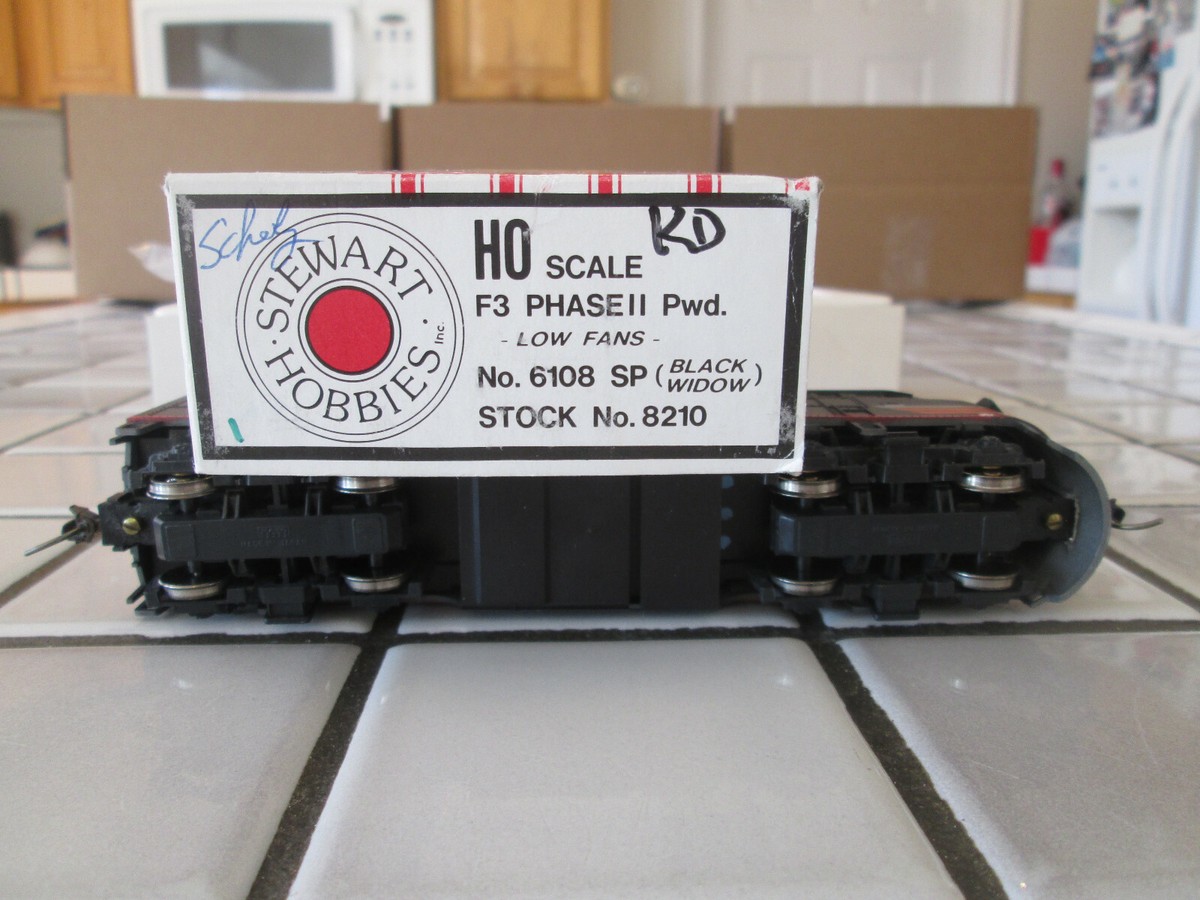 Schetz
RD
STEWART HOBBIES Inc.
HO SCALE
F3 PHASE II Pwd.
- LOW FANS -
No. 6108 SP (BLACK WIDOW)
STOCK No. 8210